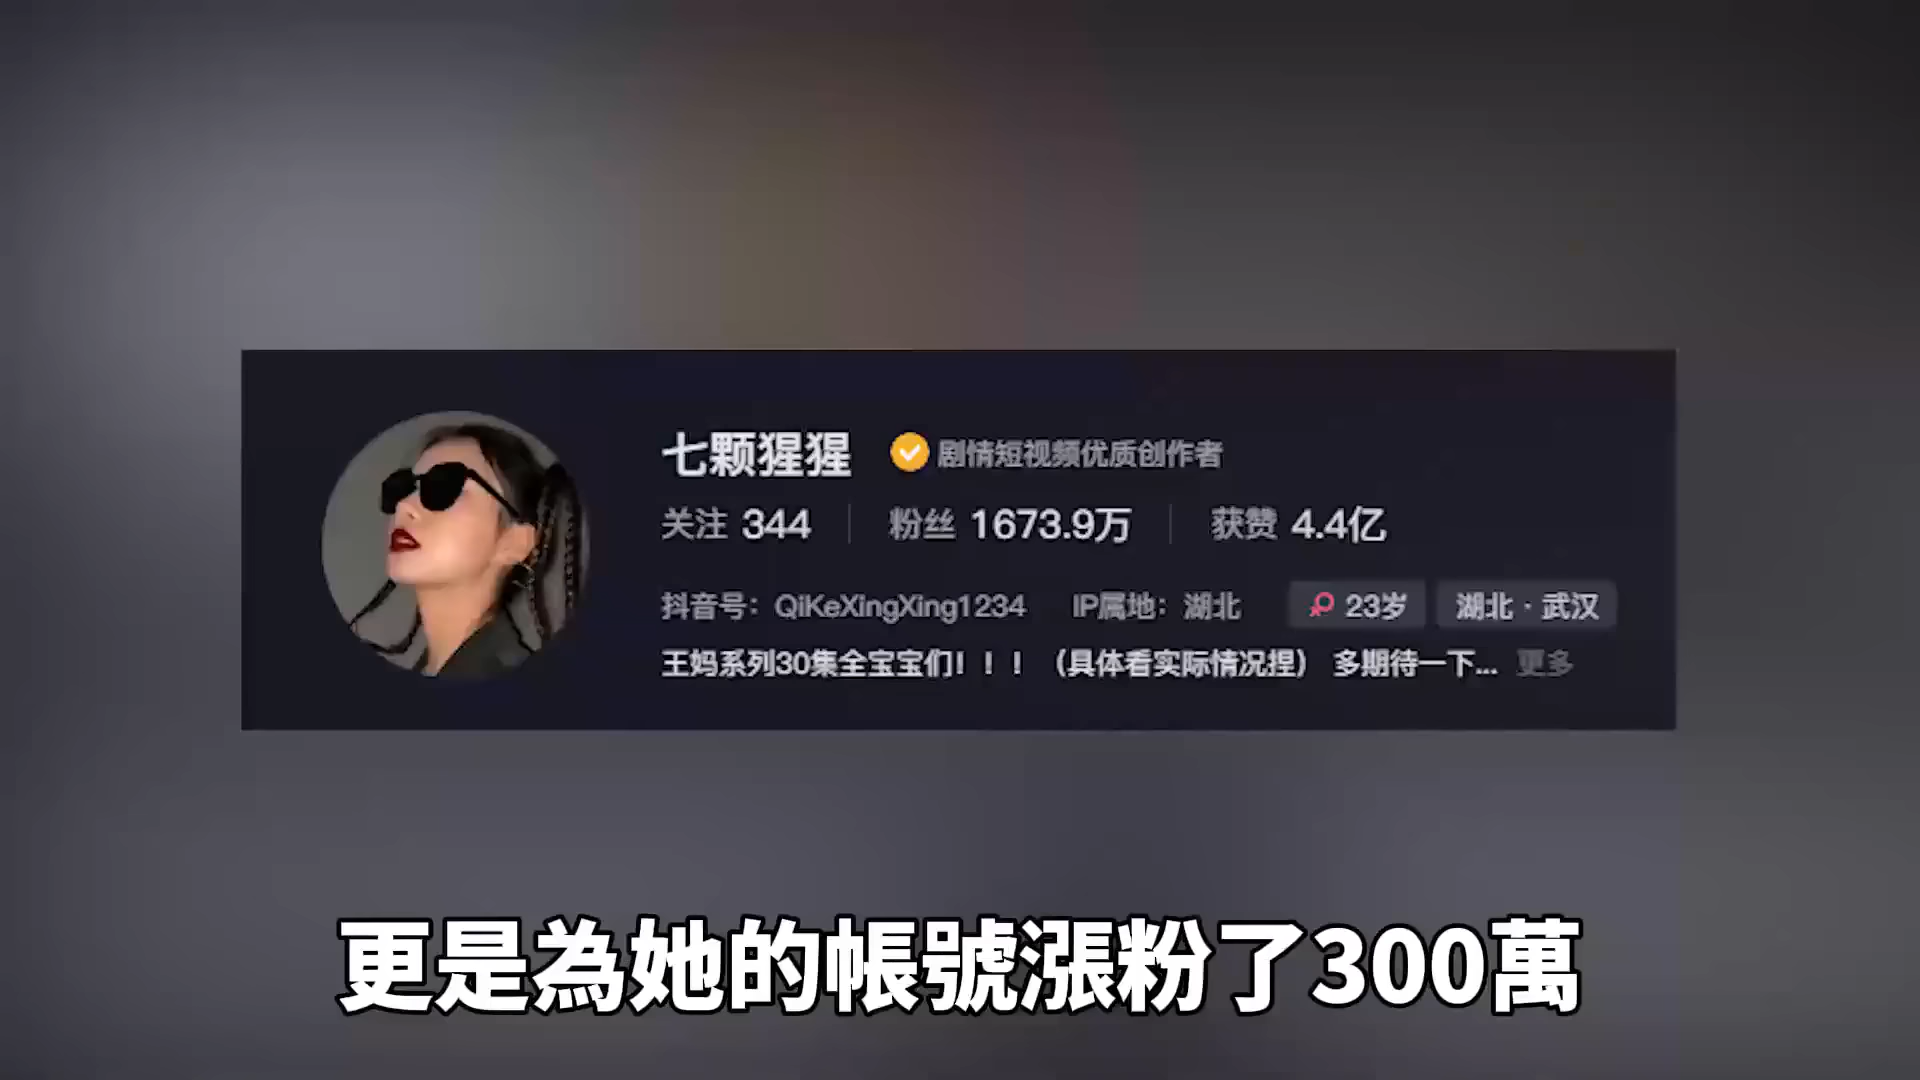 七颗猩猩 剧情短视频优质创作者
关注 344 粉丝 1673.9万 获赞 4.4亿
抖音号：QiKeXingXing1234 IP属地：湖北 23岁 湖北·武汉
王妈系列30集全宝宝们！！！（具体看实际情况捏） 多期待一下... 更多
更是為她的帳號漲粉了300萬